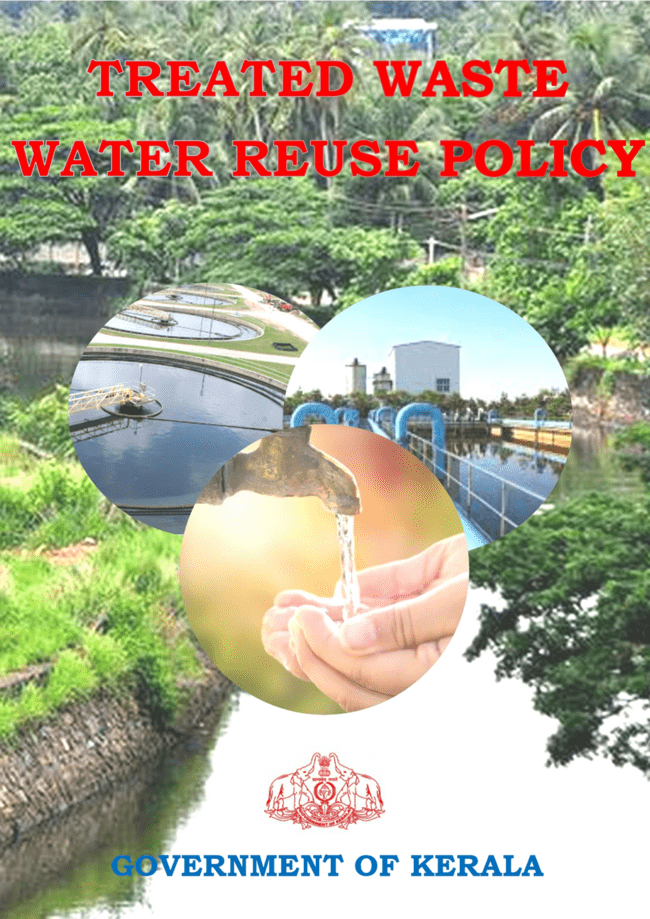 TREATED WASTE
WATER REUSE POLICY
GOVERNMENT OF KERALA